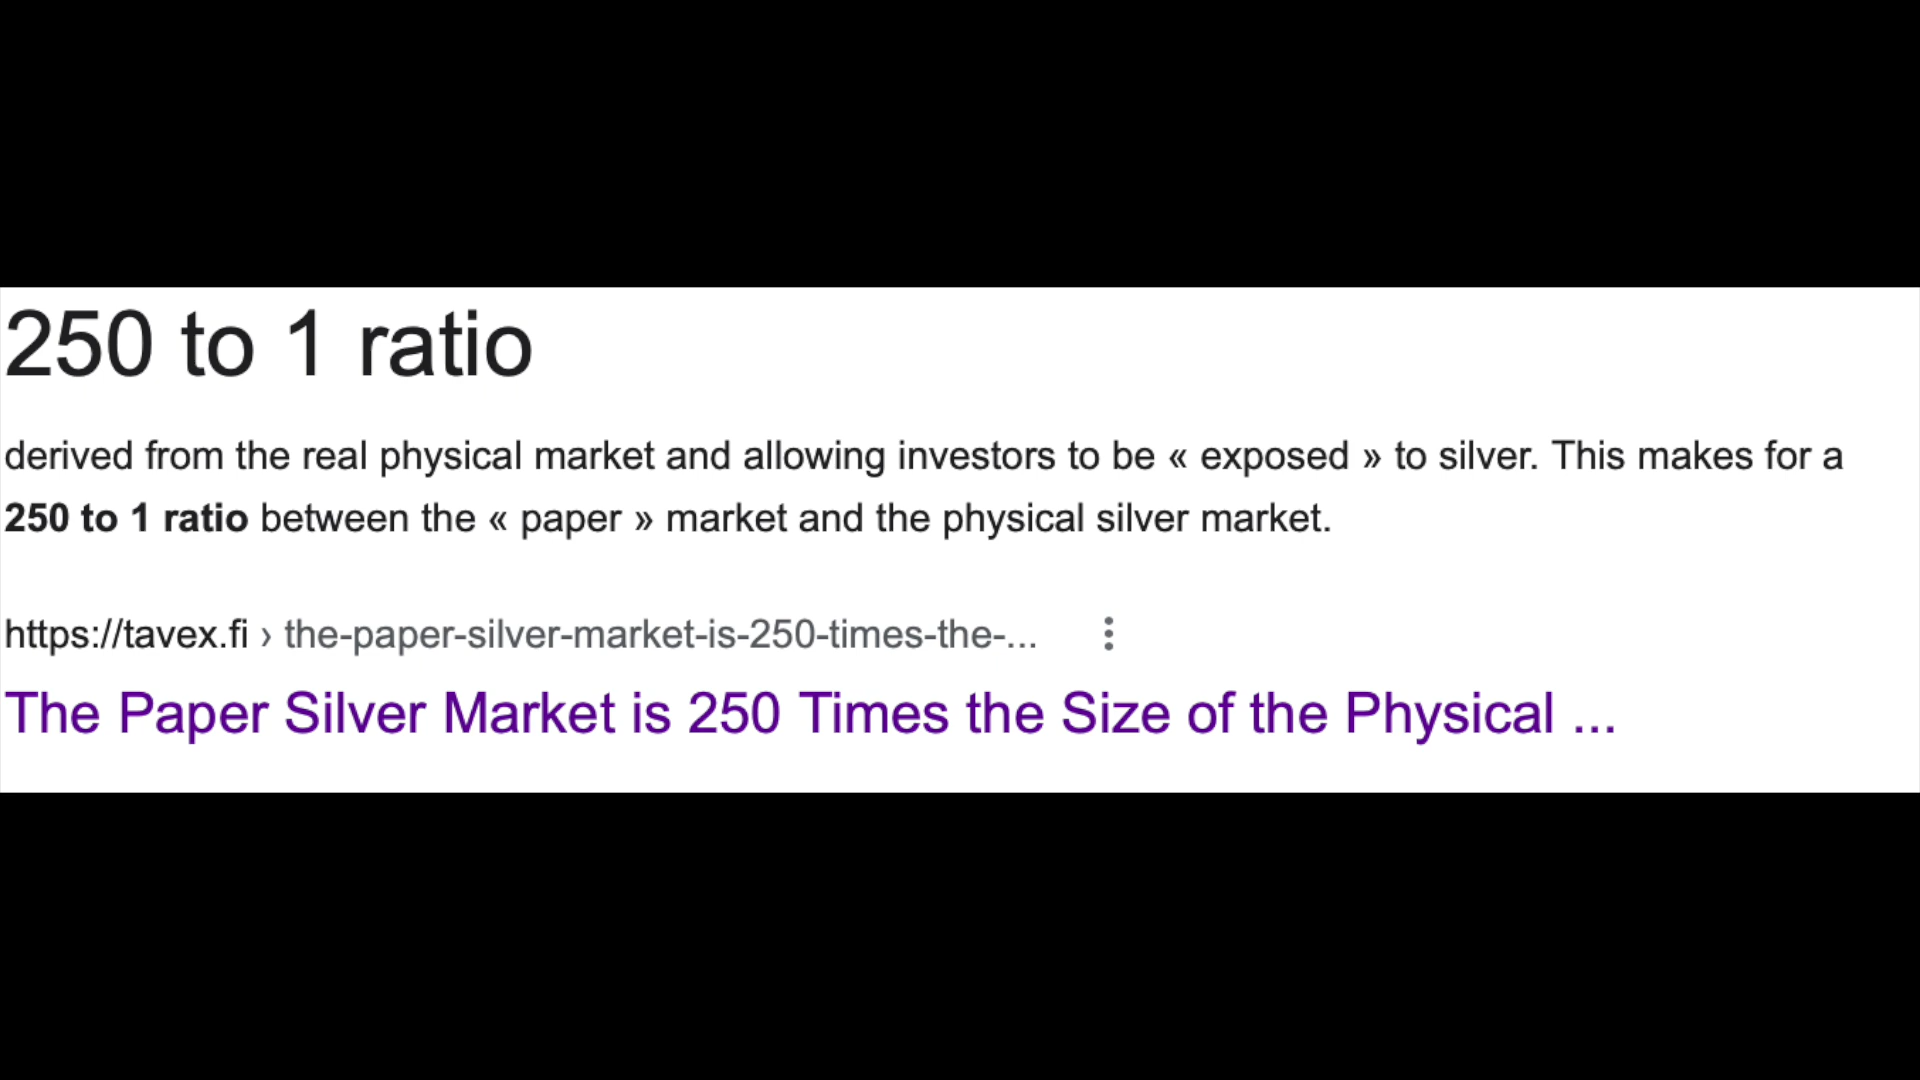 250 to 1 ratio
derived from the real physical market and allowing investors to be « exposed » to silver. This makes for a
250 to 1 ratio between the « paper » market and the physical silver market.
https://tavex.fi › the-paper-silver-market-is-250-times-the-...
The Paper Silver Market is 250 Times the Size of the Physical ...